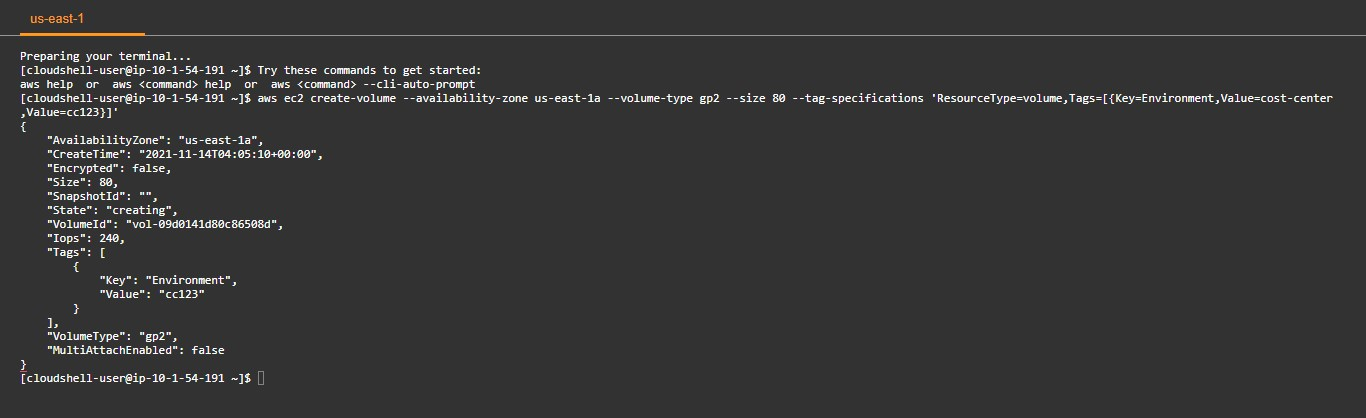 us-east-1
Preparing your terminal...
[cloudshell-user@ip-10-1-54-191 ~]$ Try these commands to get started:
aws help  or  aws <command> help  or  aws <command> --cli-auto-prompt
[cloudshell-user@ip-10-1-54-191 ~]$ aws ec2 create-volume --availability-zone us-east-1a --volume-type gp2 --size 80 --tag-specifications 'ResourceType=volume,Tags=[{Key=Environment,Value=cost-center
,Value=cc123}]'
{
    "AvailabilityZone": "us-east-1a",
    "CreateTime": "2021-11-14T04:05:10+00:00",
    "Encrypted": false,
    "Size": 80,
    "SnapshotId": "",
    "State": "creating",
    "VolumeId": "vol-09d0141d80c86508d",
    "Iops": 240,
    "Tags": [
        {
            "Key": "Environment",
            "Value": "cc123"
        }
    ],
    "VolumeType": "gp2",
    "MultiAttachEnabled": false
}
[cloudshell-user@ip-10-1-54-191 ~]$